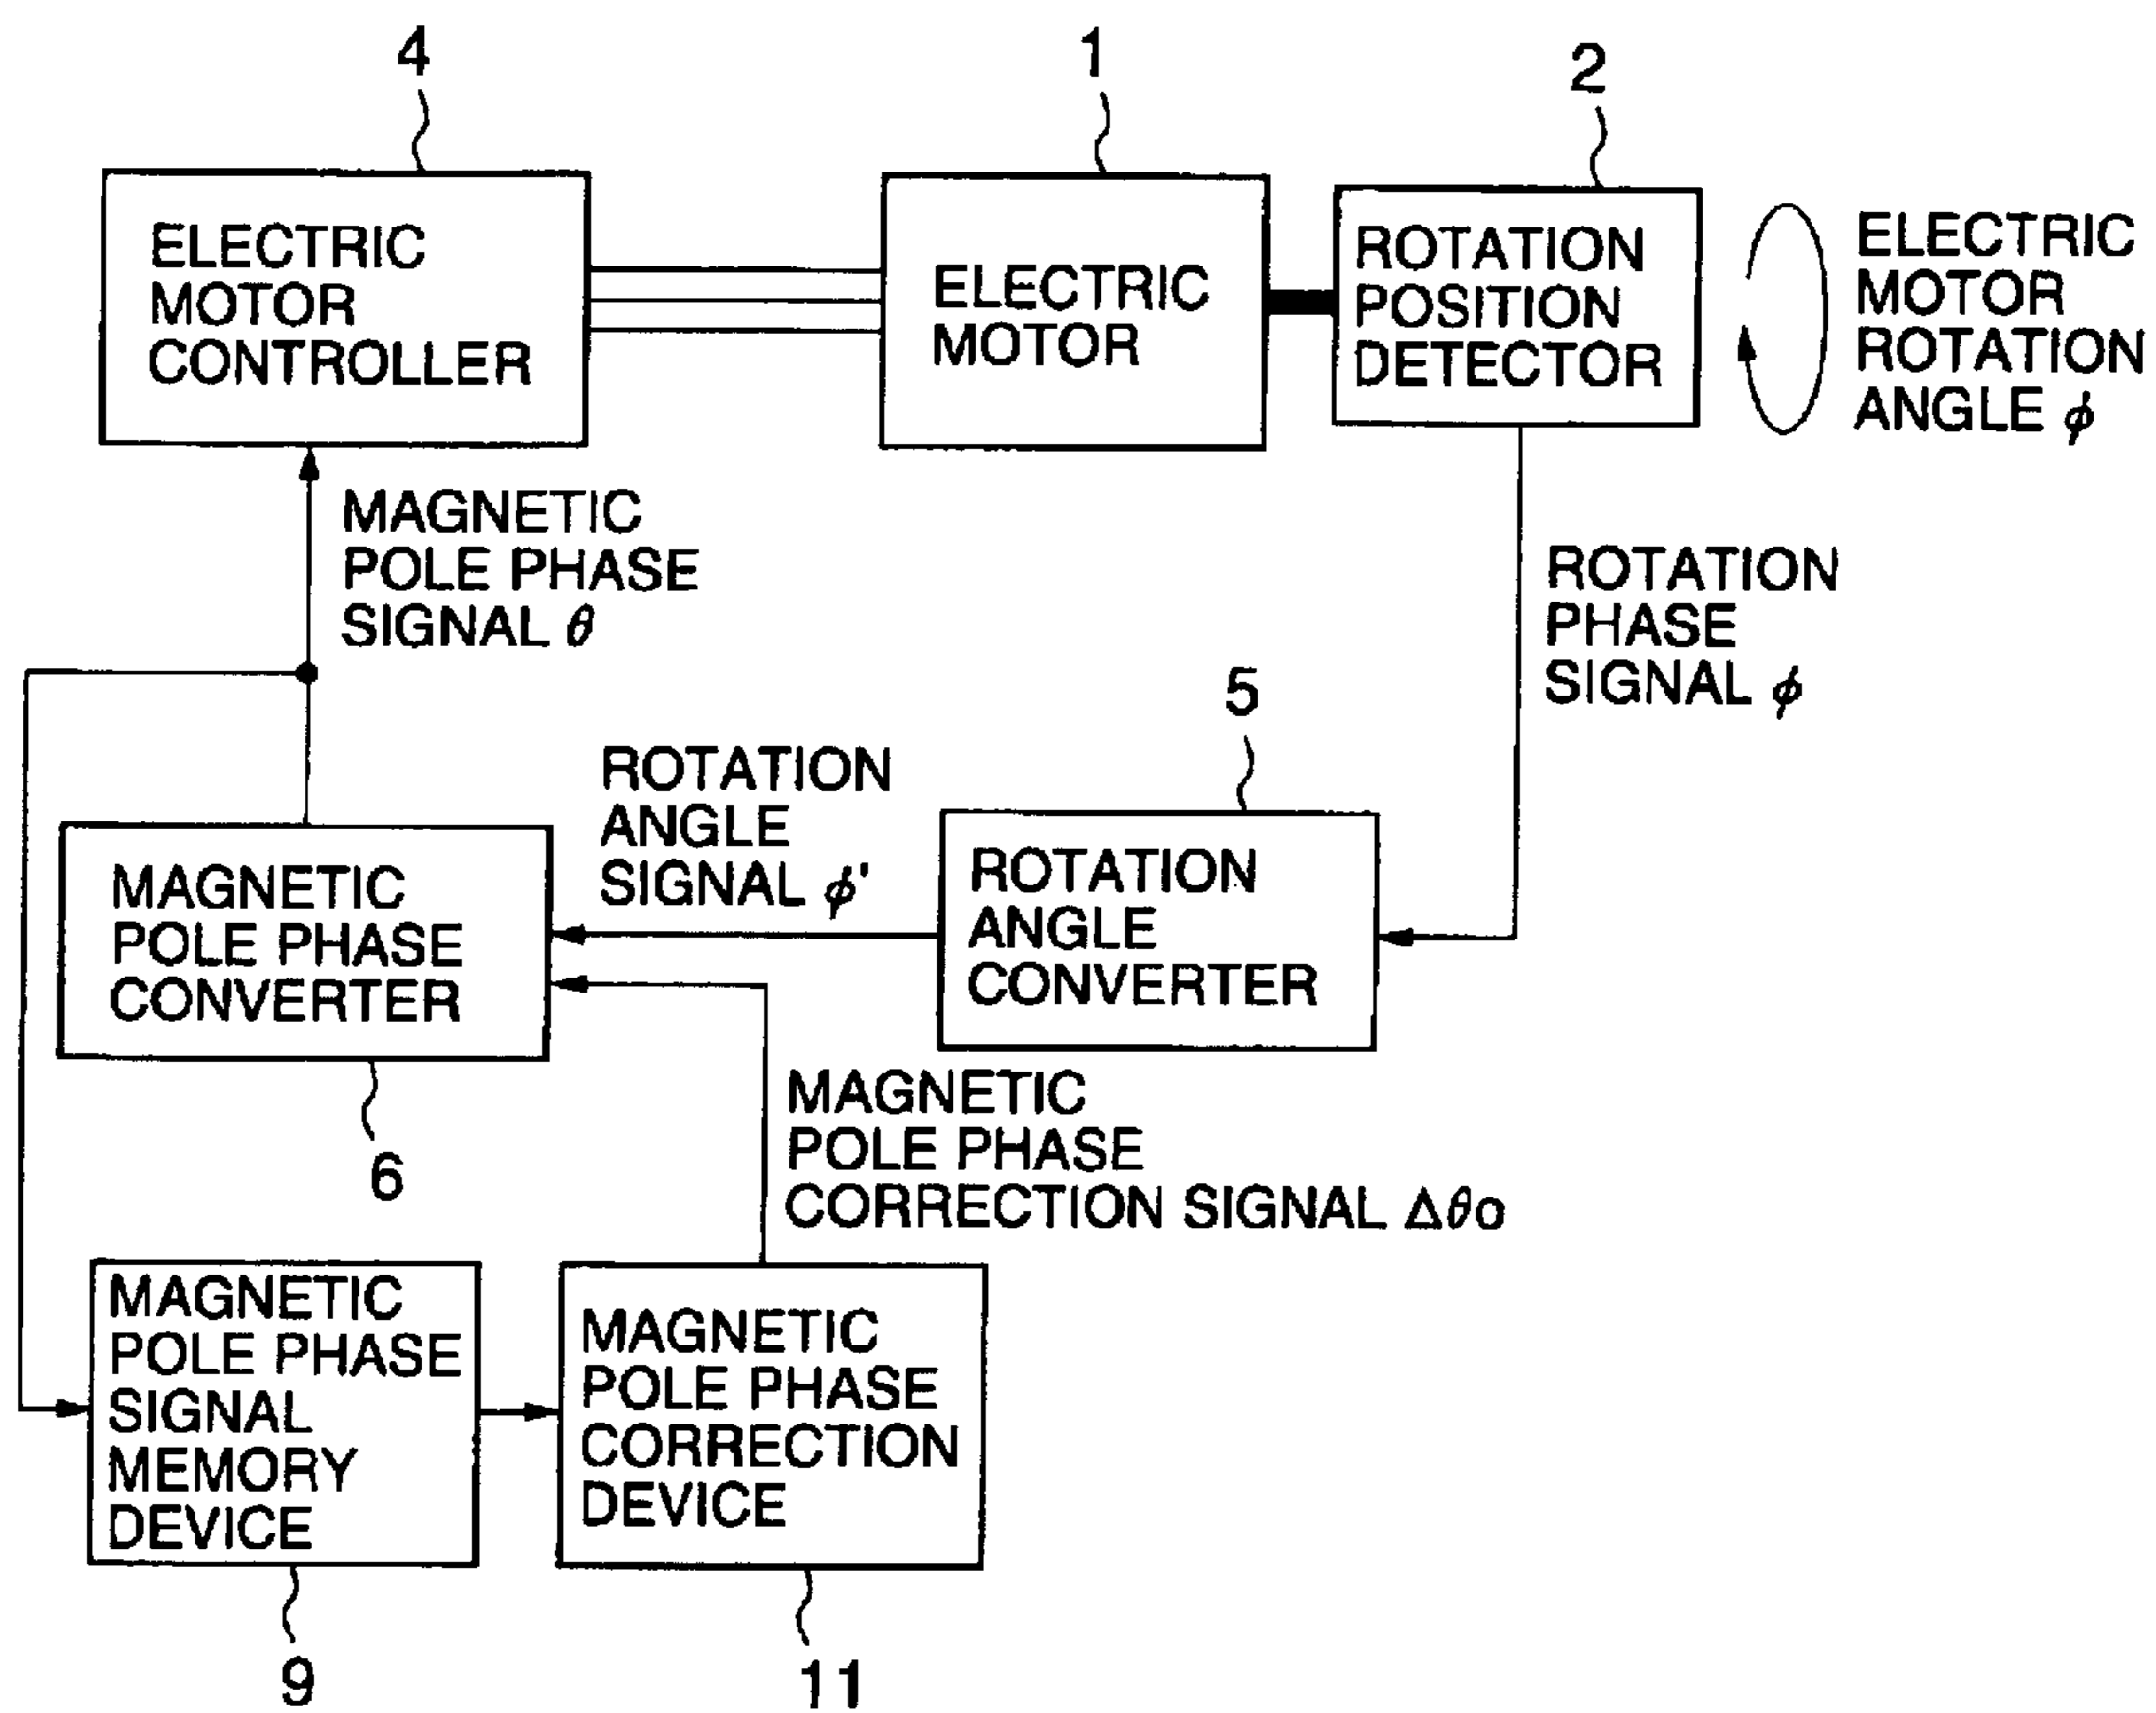 4
1
2
ELECTRIC
MOTOR
CONTROLLER
ELECTRIC
MOTOR
ROTATION
POSITION
DETECTOR
ELECTRIC
MOTOR
ROTATION
ANGLE ϕ
MAGNETIC
POLE PHASE
SIGNAL θ
ROTATION
PHASE
SIGNAL ϕ
5
ROTATION
ANGLE
SIGNAL ϕ'
MAGNETIC
POLE PHASE
CONVERTER
ROTATION
ANGLE
CONVERTER
6
MAGNETIC
POLE PHASE
CORRECTION SIGNAL Δθo
MAGNETIC
POLE PHASE
SIGNAL
MEMORY
DEVICE
MAGNETIC
POLE PHASE
CORRECTION
DEVICE
9
11